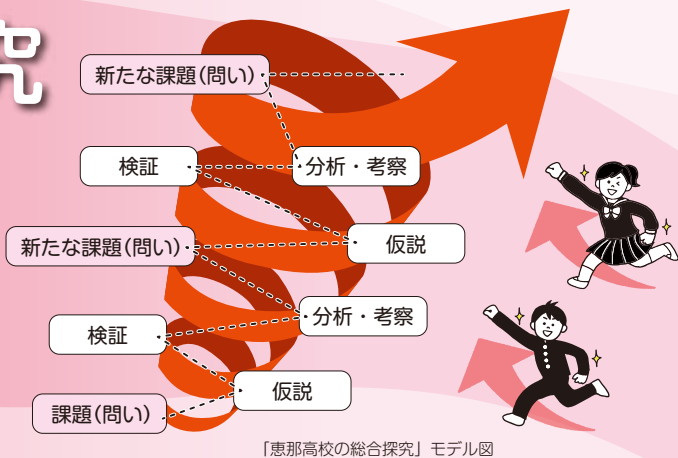 究
新たな課題(問い)
検証
分析・考察
新たな課題(問い)
仮説
検証
分析・考察
仮説
課題(問い)
「恵那高校の総合探究」モデル図